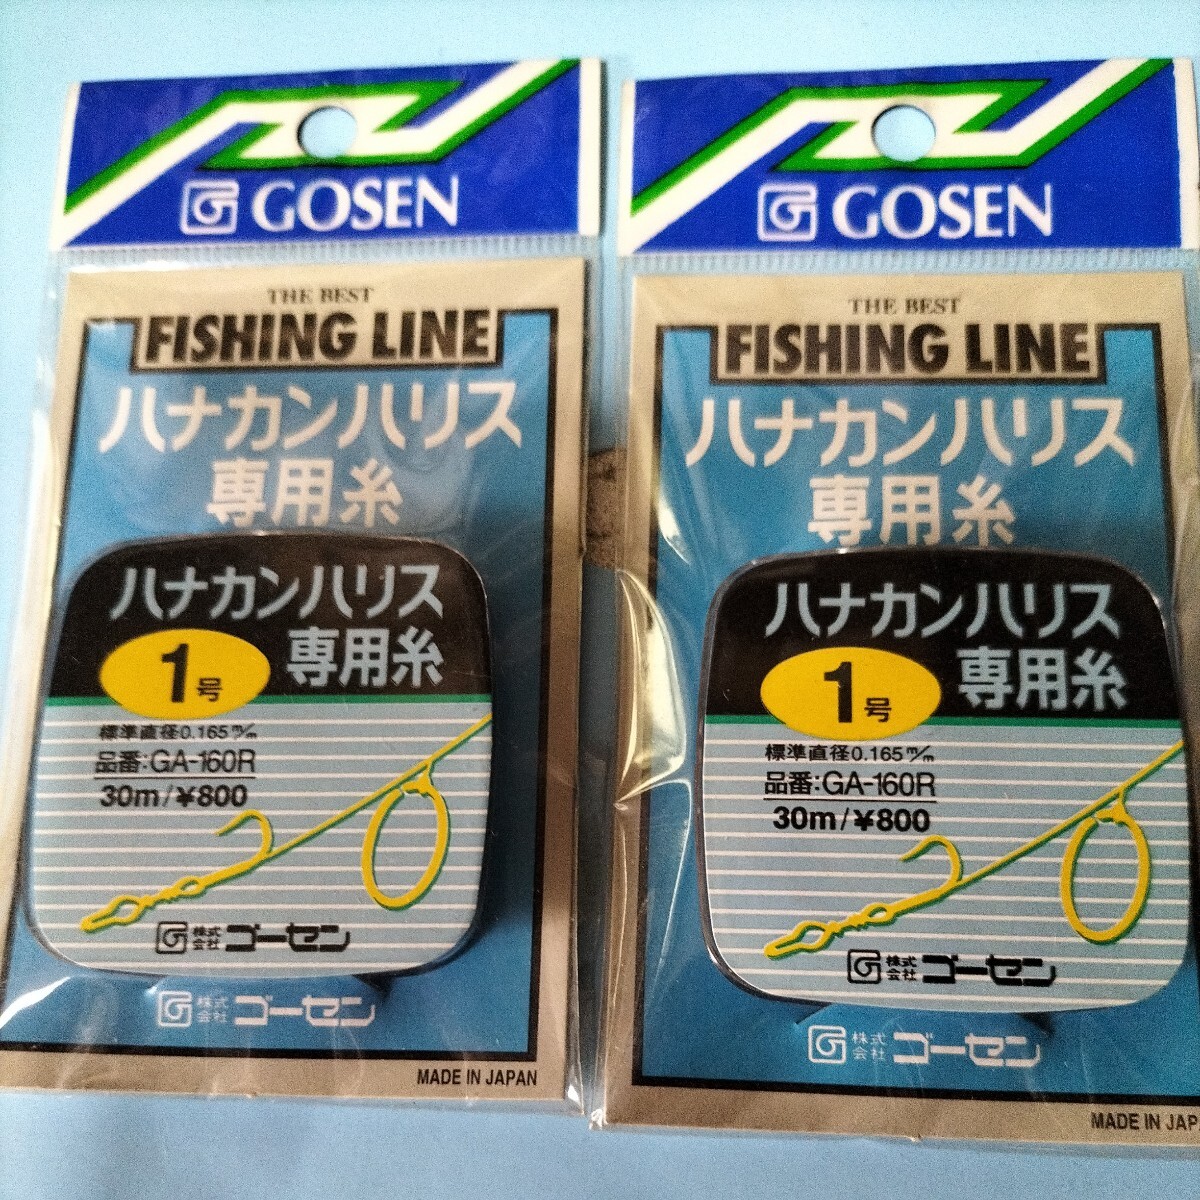 GOSEN
THE BEST
FISHING LINE
ハナカンハリス
専用糸
ハナカンハリス
専用糸
1号
標準直径0.165m/m
品番:GA-160R
30m/¥800
株式会社 ゴーセン
株式会社 ゴーセン
MADE IN JAPAN
GOSEN
THE BEST
FISHING LINE
ハナカンハリス
専用糸
ハナカンハリス
専用糸
1号
標準直径0.165m/m
品番:GA-160R
30m/¥800
株式会社 ゴーセン
株式会社 ゴーセン
MADE IN JAP